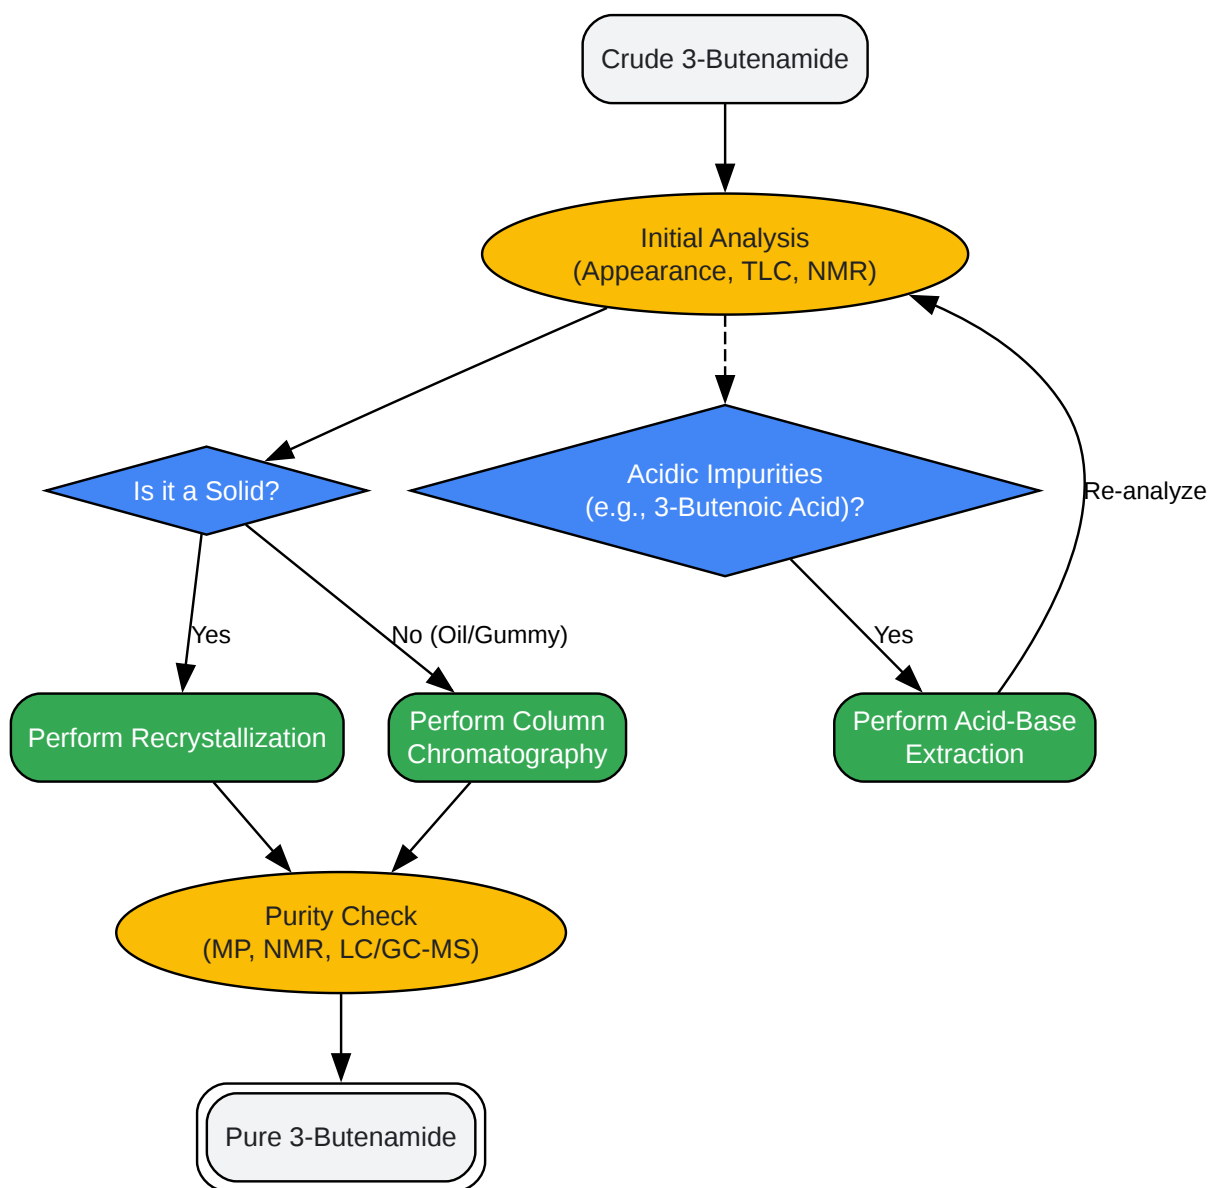 Crude 3-Butenamide
Initial Analysis
(Appearance, TLC, NMR)
Is it a Solid?
Acidic Impurities
(e.g., 3-Butenoic Acid)?
Re-analyze
Yes
No (Oil/Gummy)
Yes
Perform Recrystallization
Perform Column
Chromatography
Perform Acid-Base
Extraction
Purity Check
(MP, NMR, LC/GC-MS)
Pure 3-Butenamide